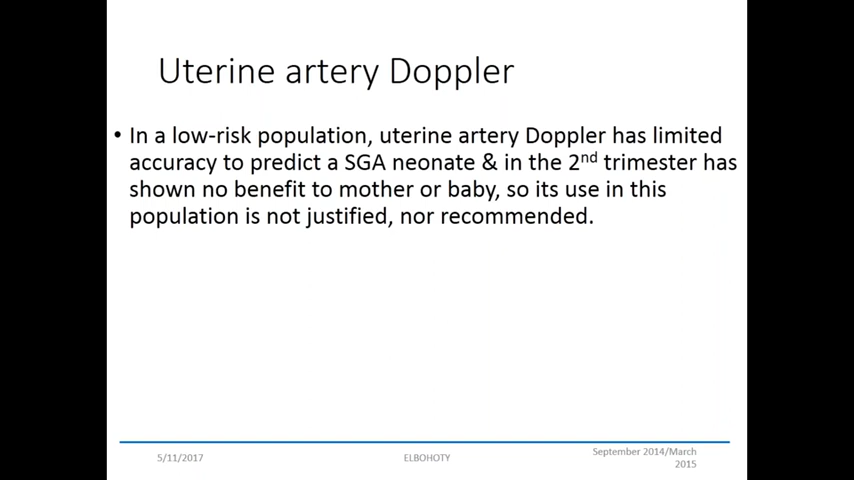 Uterine artery Doppler
• In a low-risk population, uterine artery Doppler has limited
accuracy to predict a SGA neonate & in the 2nd trimester has
shown no benefit to mother or baby, so its use in this
population is not justified, nor recommended.
5/11/2017
ELBOHOTY
September 2014/March
2015